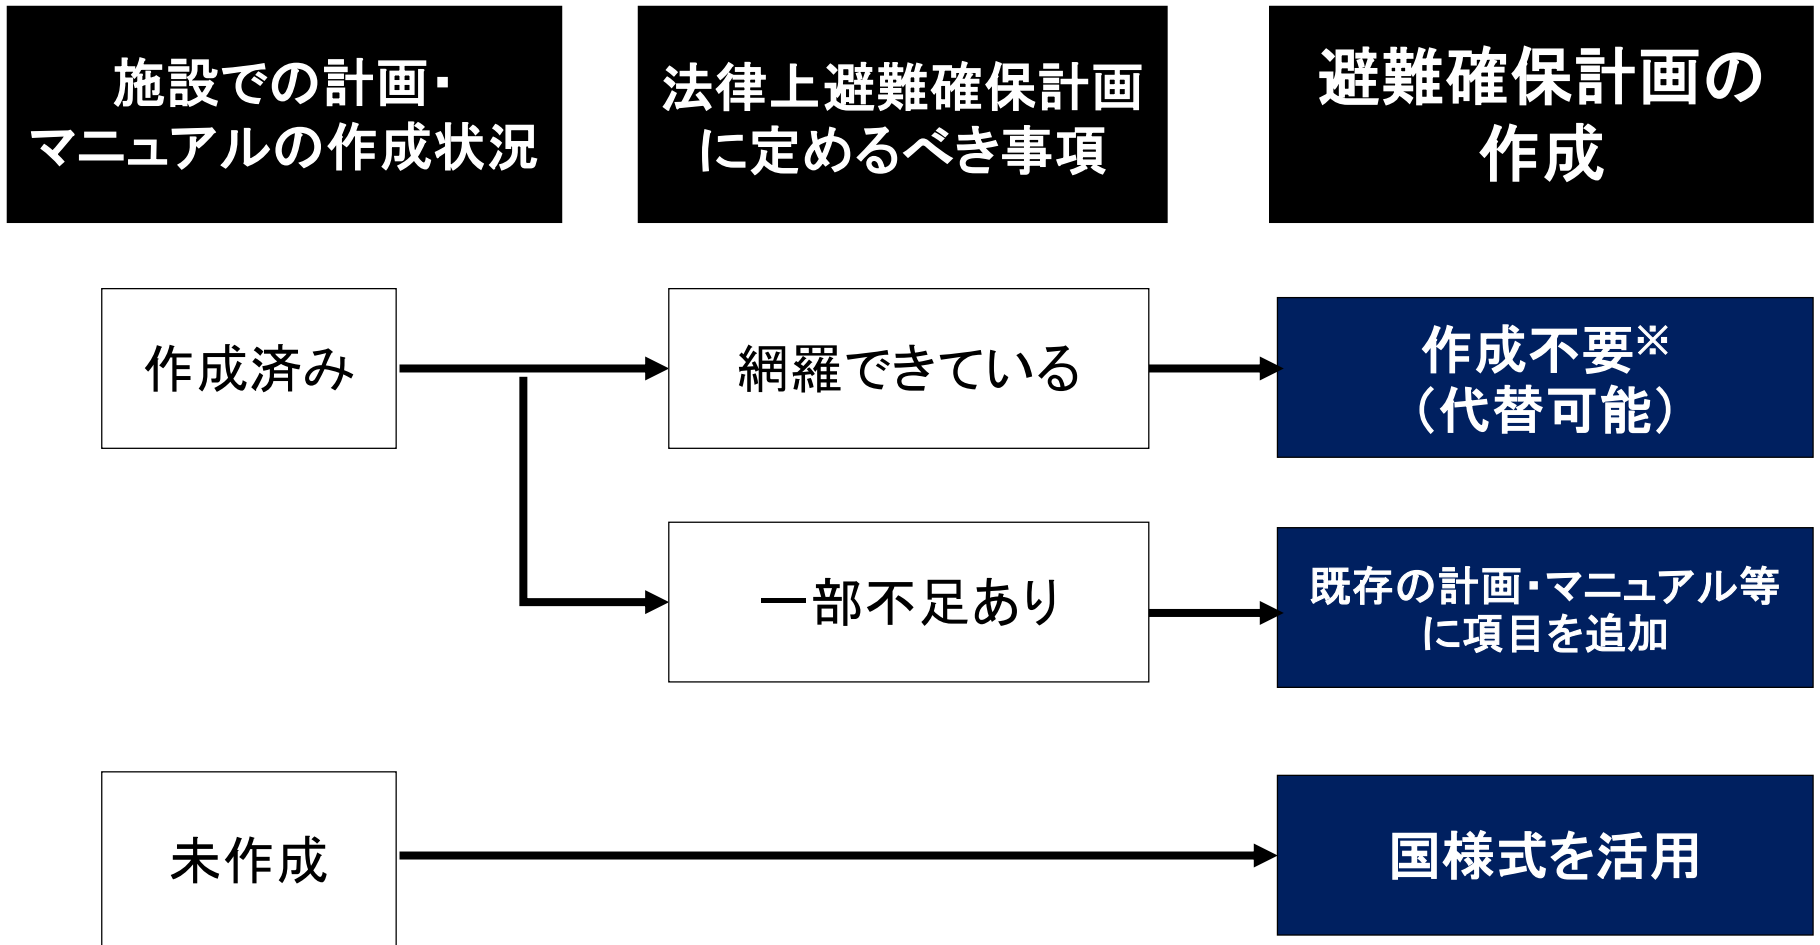 施設での計画・
マニュアルの作成状況
法律上避難確保計画
に定めるべき事項
避難確保計画の
作成
作成済み
網羅できている
作成不要※
（代替可能）
一部不足あり
既存の計画・マニュアル等
に項目を追加
未作成
国様式を活用